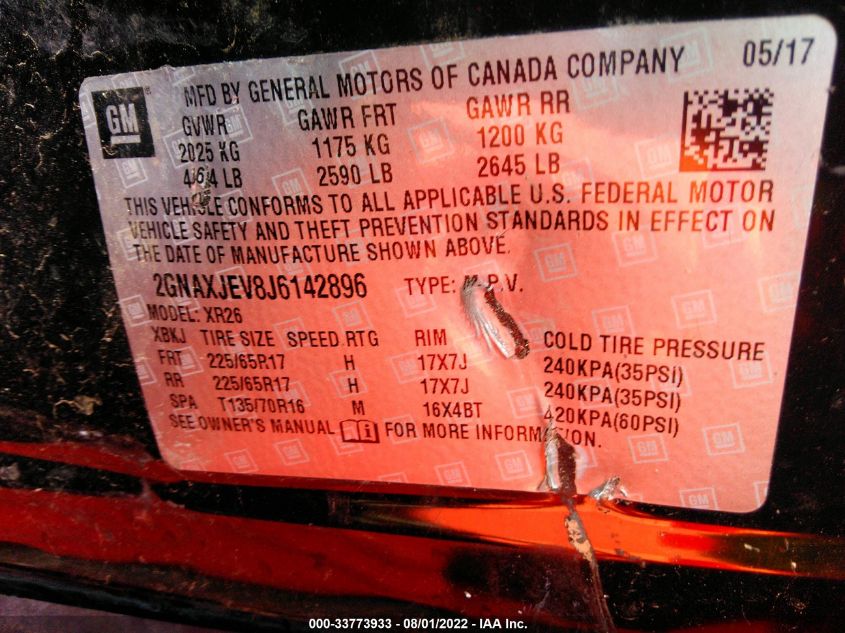 GM
MFD BY GENERAL MOTORS OF CANADA COMPANY 05/17
GVWR GAWR FRT GAWR RR
2025 KG 1175 KG 1200 KG
LB 2590 LB 2645 LB
THIS VEHICLE CONFORMS TO ALL APPLICABLE U.S. FEDERAL MOTOR
VEHICLE SAFETY AND THEFT PREVENTION STANDARDS IN EFFECT ON
THE DATE OF MANUFACTURE SHOWN ABOVE.
2GNAXJEV8J6142896 TYPE: M.P.V.
MODEL: XR26
XBKJ TIRE SIZE SPEED RTG RIM COLD TIRE PRESSURE
FRT 225/65R17 H 17X7J 240KPA(35PSI)
RR 225/65R17 H 17X7J 240KPA(35PSI)
SPA T135/70R16 M 16X4BT 420KPA(60PSI)
SEE OWNER'S MANUAL FOR MORE INFORMATION.
000-33773933 - 08/01/2022 - IAA Inc.